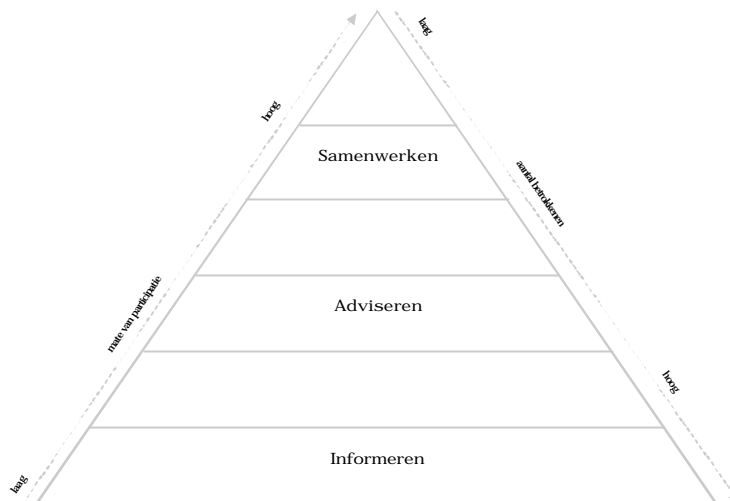 laag
hoog
Samenwerken
aantal betrokkenen
mate van participatie
Adviseren
hoog
Informeren
laag